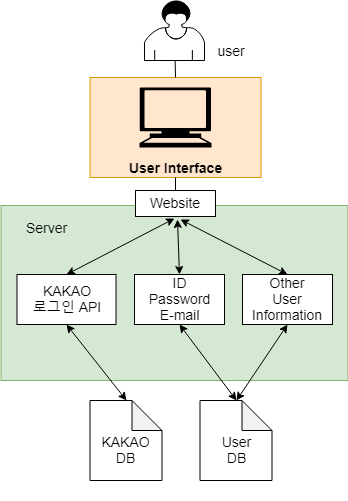 user
User Interface
Website
Server
KAKAO
로그인 API
ID
Password
E-mail
Other
User
Information
KAKAO
DB
User
DB